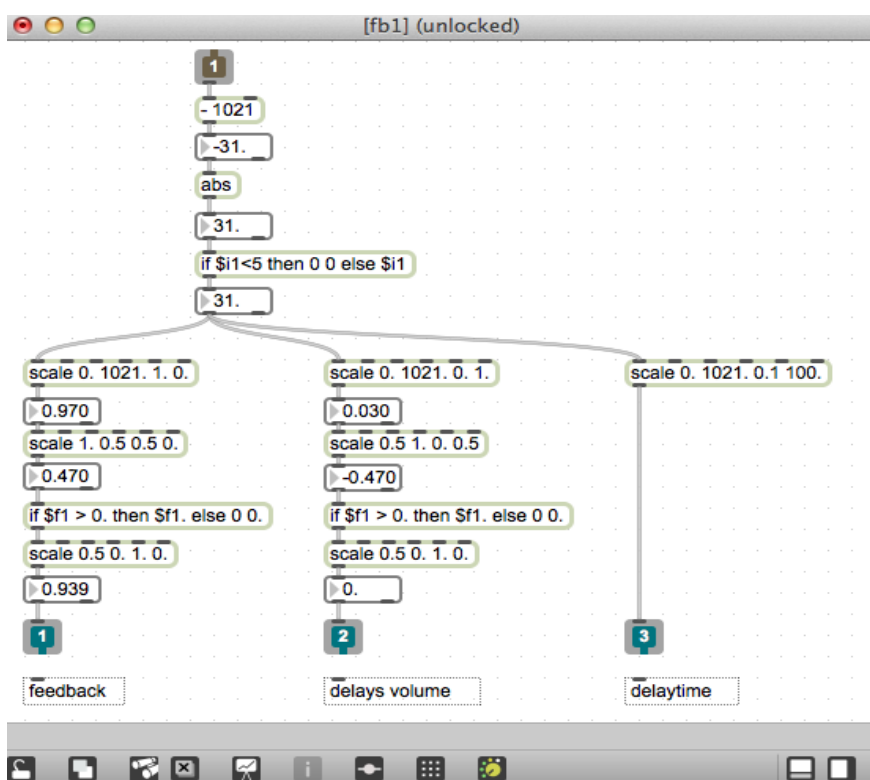 [fb1] (unlocked)
1
- 1021
-31.
abs
31.
if $i1<5 then 0 0 else $i1
31.
scale 0. 1021. 1. 0.
scale 0. 1021. 0. 1.
scale 0. 1021. 0.1 100.
0.970
0.030
scale 1. 0.5 0.5 0.
scale 0.5 1. 0. 0.5
0.470
-0.470
if $f1 > 0. then $f1. else 0 0.
if $f1 > 0. then $f1. else 0 0.
scale 0.5 0. 1. 0.
scale 0.5 0. 1. 0.
0.939
0.
1
2
3
feedback
delays volume
delaytime